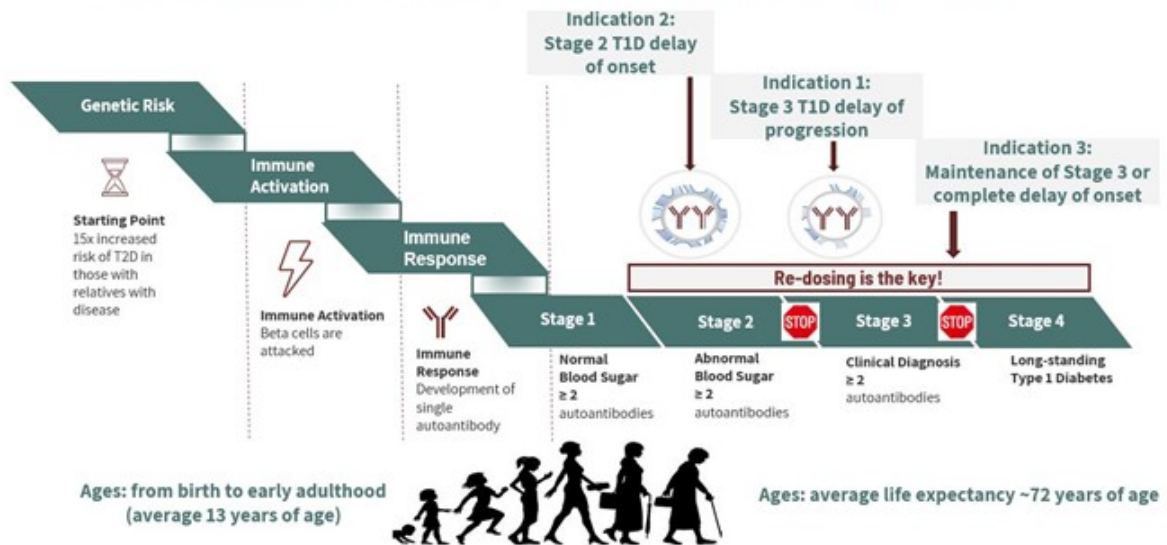 Indication 2:
Stage 2 T1D delay
of onset
Indication 1:
Stage 3 T1D delay of
progression
Indication 3:
Maintenance of Stage 3 or
complete delay of onset
Genetic Risk
Starting Point
15x increased
risk of T2D in
those with
relatives with
disease
Immune
Activation
Immune Activation
Beta cells are
attacked
Immune
Response
Immune
Response
Development of
single
autoantibody
Re-dosing is the key!
Stage 1
Stage 2
STOP
Stage 3
STOP
Stage 4
Normal
Blood Sugar
≥ 2
autoantibodies
Abnormal
Blood Sugar
≥ 2
autoantibodies
Clinical Diagnosis
≥ 2
autoantibodies
Long-standing
Type 1 Diabetes
Ages: from birth to early adulthood
(average 13 years of age)
Ages: average life expectancy ~72 years of age